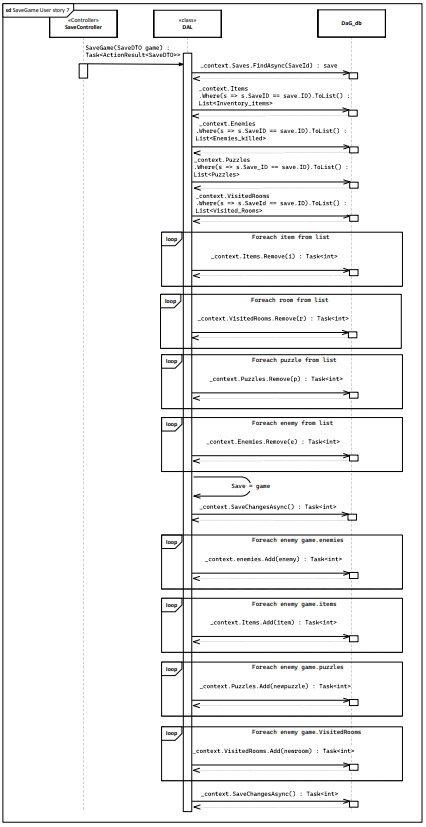 sd SaveGame User story 7
«Controller»
SaveController
«class»
DAL
DaG_db
SaveGame(SaveDTO game) :
Task<ActionResult<SaveDTO>>
_context.Saves.FindAsync(SaveId) : save
_context.Items
.Where(s => s.SaveID == save.ID).ToList() :
List<Inventory_items>
_context.Enemies
.Where(s => s.SaveID == save.ID).ToList() :
List<Enemies_killed>
_context.Puzzles
.Where(s => s.Save_ID == save.ID).ToList() :
List<Puzzles>
_context.VisitedRooms
.Where(s => s.SaveId == save.ID).ToList() :
List<Visited_Rooms>
loop
Foreach item from list
_context.Items.Remove(i) : Task<int>
loop
Foreach room from list
_context.VisitedRooms.Remove(r) : Task<int>
loop
Foreach puzzle from list
_context.Puzzles.Remove(p) : Task<int>
loop
Foreach enemy from list
_context.Enemies.Remove(e) : Task<int>
Save = game
_context.SaveChangesAsync() : Task<int>
loop
Foreach enemy game.enemies
_context.enemies.Add(enemy) : Task<int>
loop
Foreach enemy game.items
_context.Items.Add(item) : Task<int>
loop
Foreach enemy game.puzzles
_context.Puzzles.Add(newpuzzle) : Task<int>
loop
Foreach enemy game.VisitedRooms
_context.VisitedRooms.Add(newroom) : Task<int>
_context.SaveChangesAsync() : Task<int>